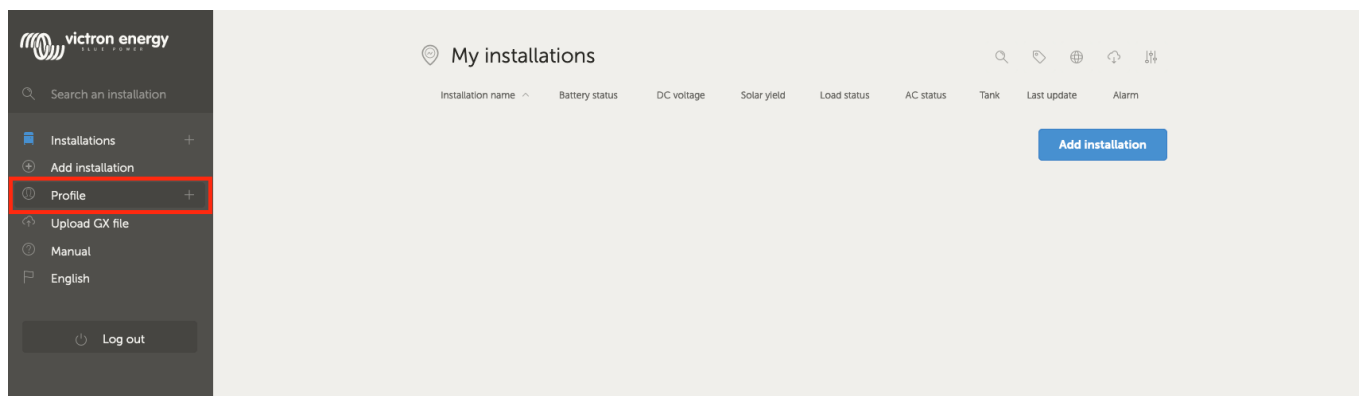 victron energy
BLUE POWER
Search an installation
Installations
Add installation
Profile
Upload GX file
Manual
English
Log out
My installations
Installation name Battery status DC voltage Solar yield Load status AC status Tank Last update Alarm
Add installation